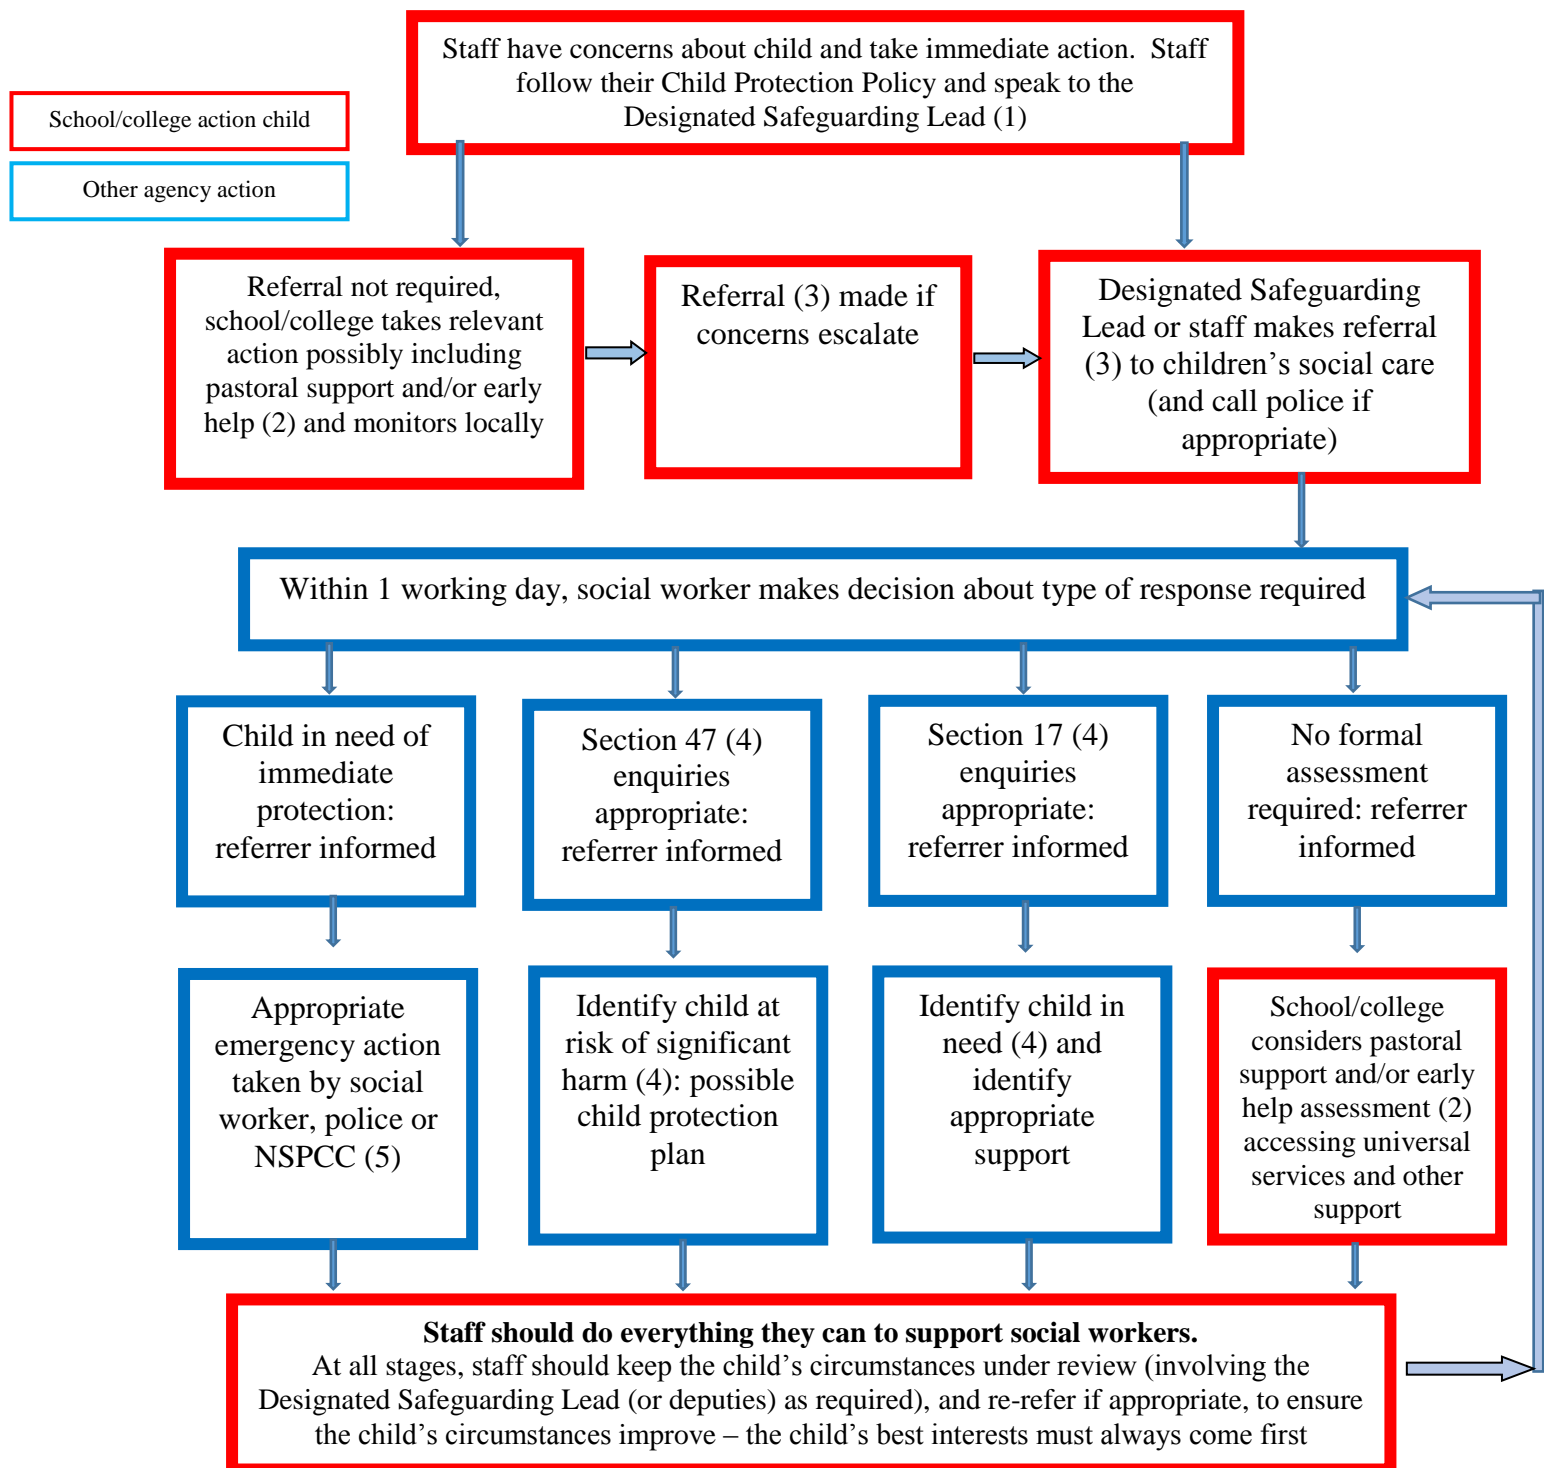 Staff have concerns about child and take immediate action.  Staff
follow their Child Protection Policy and speak to the
Designated Safeguarding Lead (1)
School/college action child
Other agency action
Referral not required,
school/college takes relevant
action possibly including
pastoral support and/or early
help (2) and monitors locally
Referral (3) made if
concerns escalate
Designated Safeguarding
Lead or staff makes referral
(3) to children’s social care
(and call police if
appropriate)
Within 1 working day, social worker makes decision about type of response required
Child in need of
immediate
protection:
referrer informed
Section 47 (4)
enquiries
appropriate:
referrer informed
Section 17 (4)
enquiries
appropriate:
referrer informed
No formal
assessment
required: referrer
informed
Appropriate
emergency action
taken by social
worker, police or
NSPCC (5)
Identify child at
risk of significant
harm (4): possible
child protection
plan
Identify child in
need (4) and
identify
appropriate
support
School/college
considers pastoral
support and/or early
help assessment (2)
accessing universal
services and other
support
Staff should do everything they can to support social workers.
At all stages, staff should keep the child’s circumstances under review (involving the
Designated Safeguarding Lead (or deputies) as required), and re-refer if appropriate, to ensure
the child’s circumstances improve – the child’s best interests must always come first